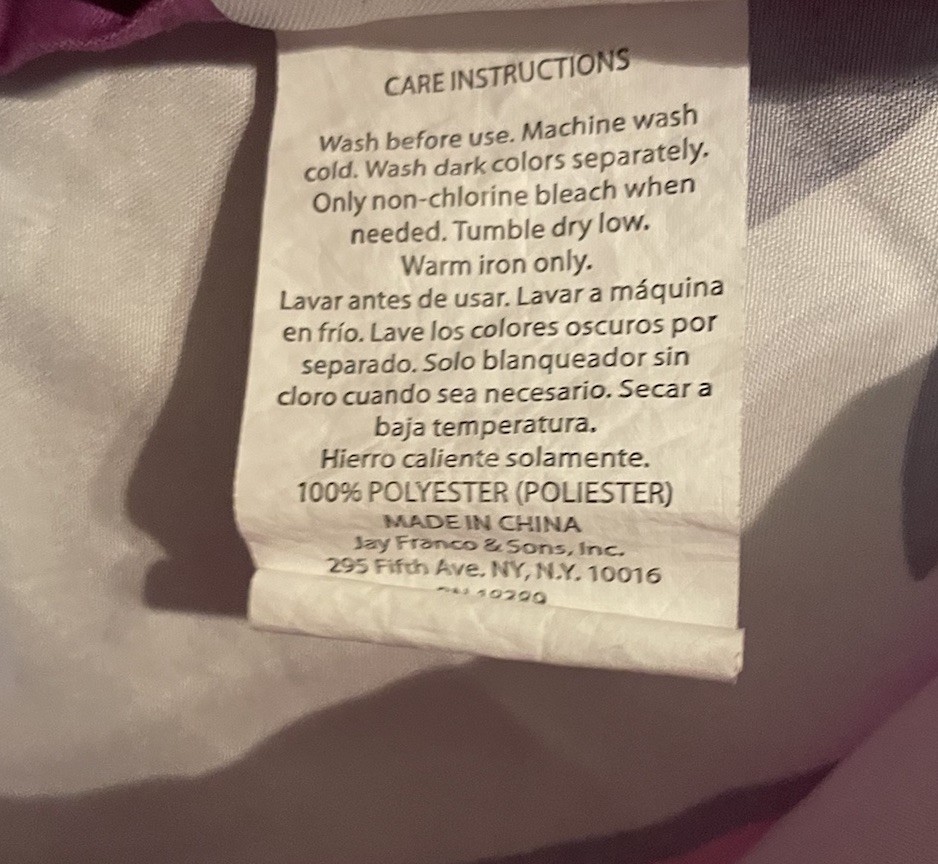 CARE INSTRUCTIONS
Wash before use. Machine wash
cold. Wash dark colors separately.
Only non-chlorine bleach when
needed. Tumble dry low.
Warm iron only.
Lavar antes de usar. Lavar a máquina
en frío. Lave los colores oscuros por
separado. Solo blanqueador sin
cloro cuando sea necesario. Secar a
baja temperatura.
Hierro caliente solamente.
100% POLYESTER (POLIESTER)
MADE IN CHINA
Jay Franco & Sons, Inc.
295 Fifth Ave. NY, N.Y. 10016